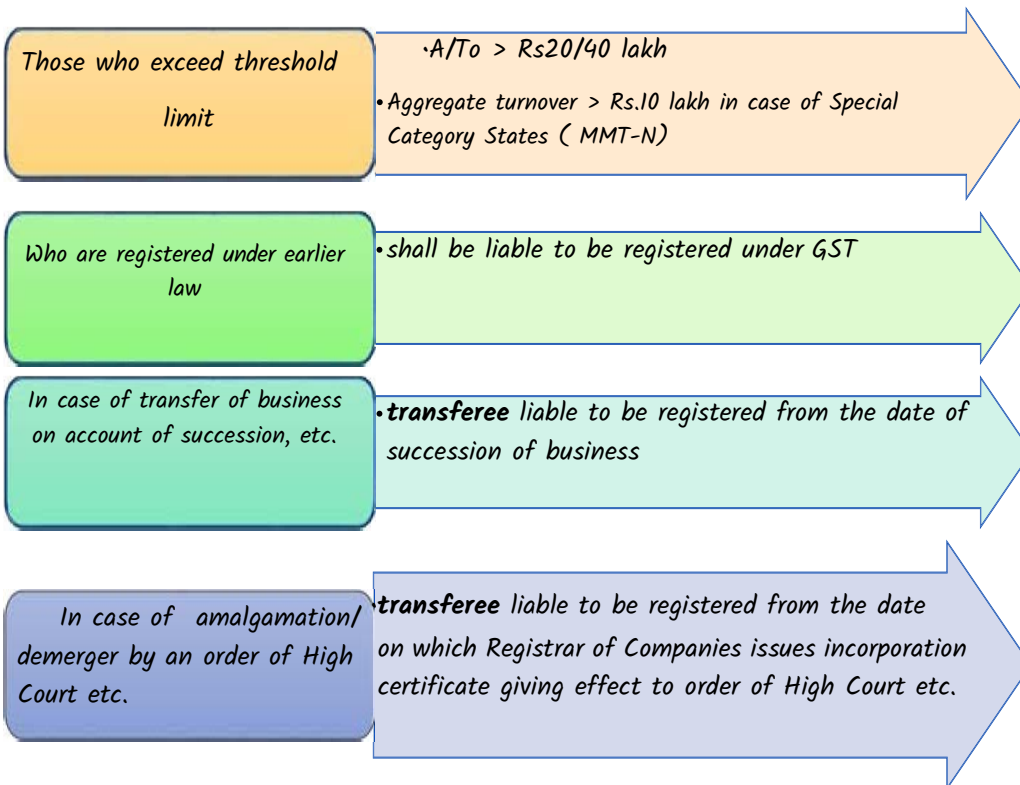 Those who exceed threshold
limit
•A/To > Rs20/40 lakh
•Aggregate turnover > Rs.10 lakh in case of Special
Category States ( MMT-N)
Who are registered under earlier
law
•shall be liable to be registered under GST
In case of transfer of business
on account of succession, etc.
•transferee liable to be registered from the date of
succession of business
In case of amalgamation/
demerger by an order of High
Court etc.
•transferee liable to be registered from the date
on which Registrar of Companies issues incorporation
certificate giving effect to order of High Court etc.